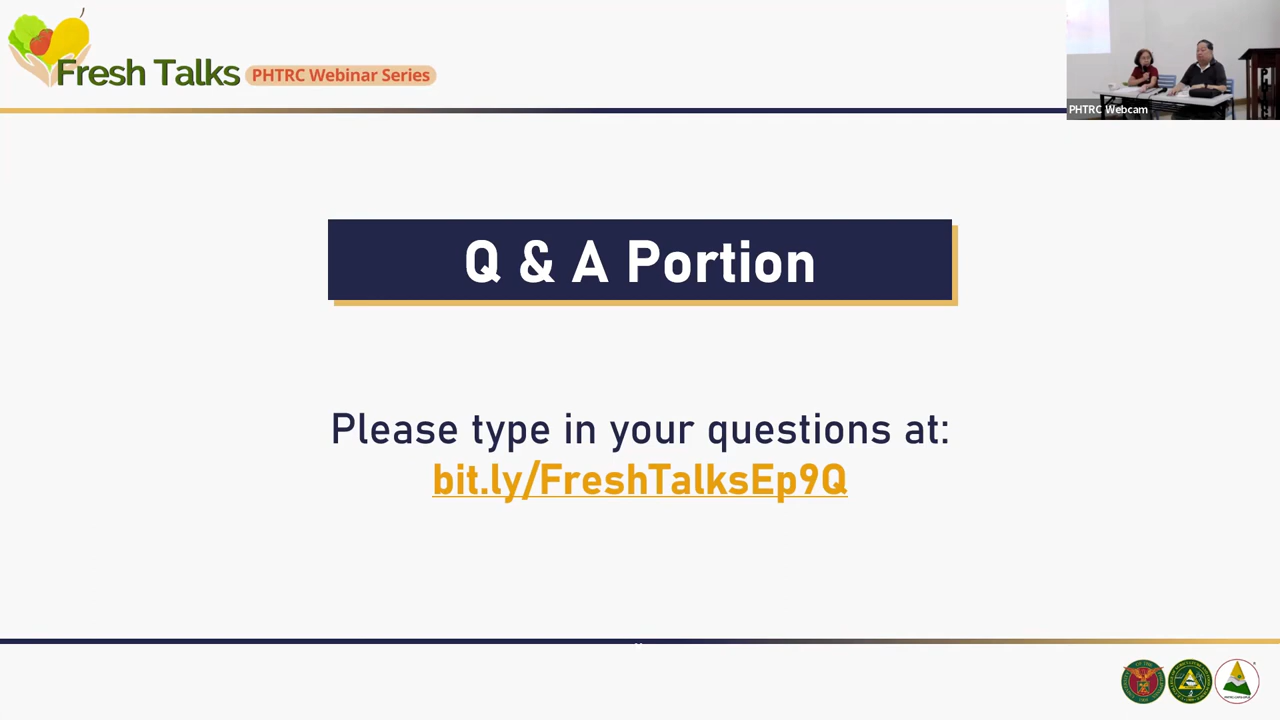 Fresh Talks PHTRC Webinar Series
PHTRC Webcam
Q & A Portion
Please type in your questions at:
bit.ly/FreshTalksEp9Q